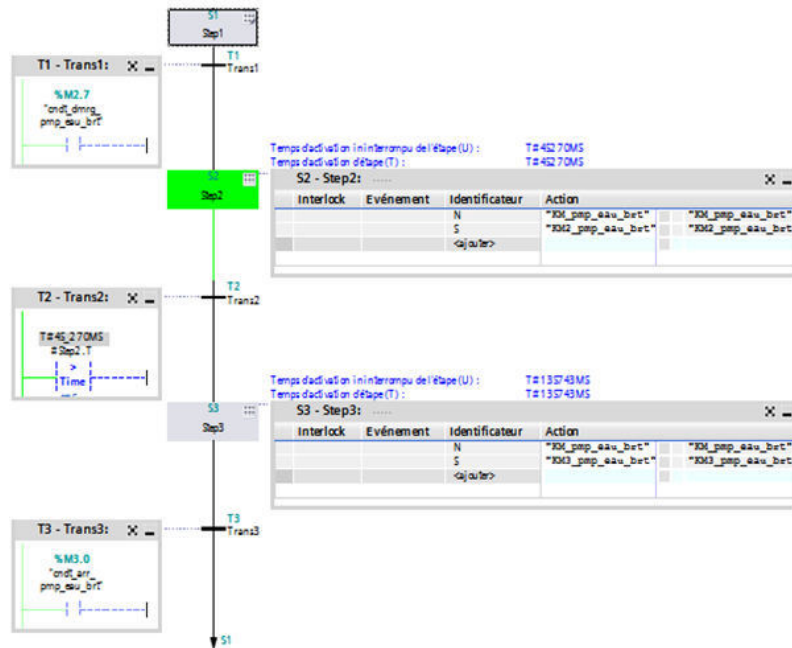 S1
Step1
T1
Trans1
T1 - Trans1:
%M2.7
"cndt_dmrg_
pmp_eau_brt"
Temps d'activation ininterrompu de l'étape (U) : T#4S270MS
Temps d'activation d'étape (T) : T#4S270MS
S2
Step2
S2 - Step2: .....
Interlock Evénement Identificateur Action
N "KM_pmp_eau_brt" "KM_pmp_eau_brt"
S "KM2_pmp_eau_brt" "KM2_pmp_eau_brt"
<ajouter>
T2
Trans2
T2 - Trans2:
T#4S_270MS
#Step2.T
>
Time
Temps d'activation ininterrompu de l'étape (U) : T#13S743MS
Temps d'activation d'étape (T) : T#13S743MS
S3
Step3
S3 - Step3: .....
Interlock Evénement Identificateur Action
N "KM_pmp_eau_brt" "KM_pmp_eau_brt"
S "KM3_pmp_eau_brt" "KM3_pmp_eau_brt"
<ajouter>
T3
Trans3
T3 - Trans3:
%M3.0
"cndt_arr_
pmp_eau_brt"
S1